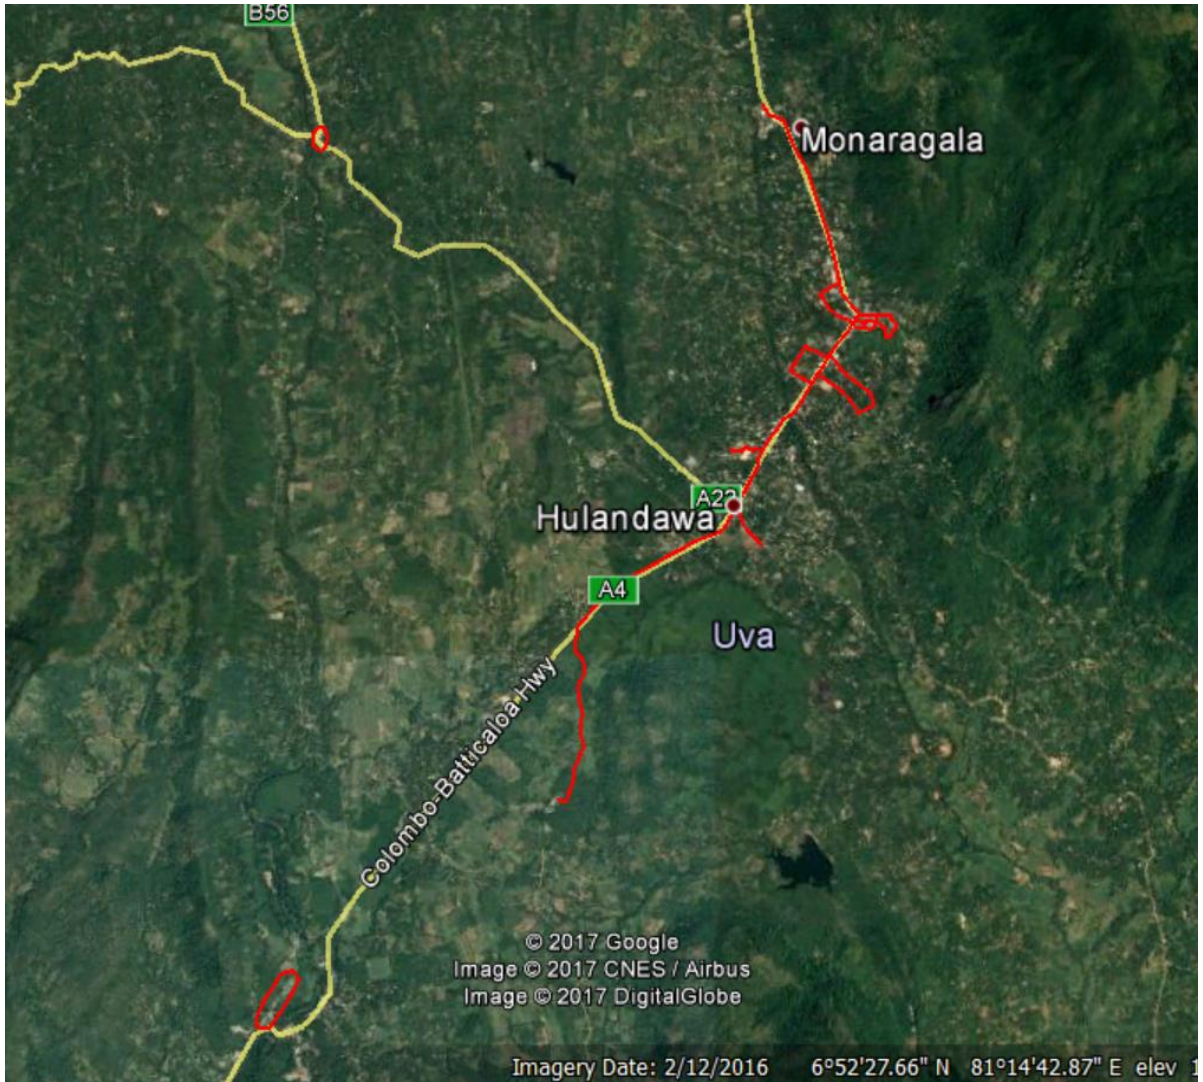 B56
Monaragala
A22
Hulandawa
A4
Uva
Colombo-Batticaloa Hwy
© 2017 Google
Image © 2017 CNES / Airbus
Image © 2017 DigitalGlobe
Imagery Date: 2/12/2016 6°52'27.66" N 81°14'42.87" E elev 1